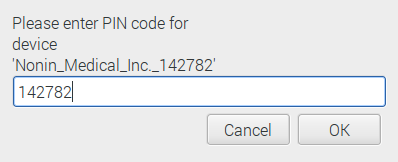 Please enter PIN code for
device
'Nonin_Medical_Inc._142782'
142782
Cancel OK